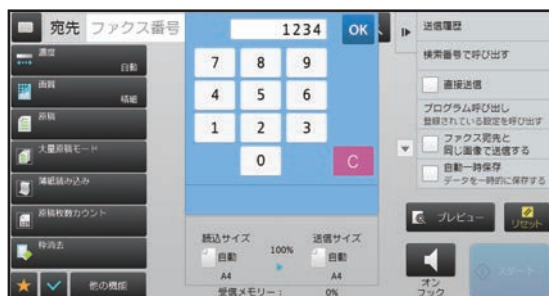 宛先 ファックス番号
1234 OK
7 8 9
4 5 6
1 2 3
0 C
濃度
自動
画質
精細
原稿
大量原稿モード
薄紙読み込み
原稿枚数カウント
枠消去
他の機能
読込サイズ 100% 送信サイズ
自動 自動
A4 A4
受信メモリー: 0%
送信履歴
検索番号で呼び出す
直接送信
プログラム呼び出し
登録されている設定を呼び出す
ファクス宛先と
同じ画像で送信する
自動一時保存
データを一時的に保存する
プレビュー
リセット
オン
フック
スタート